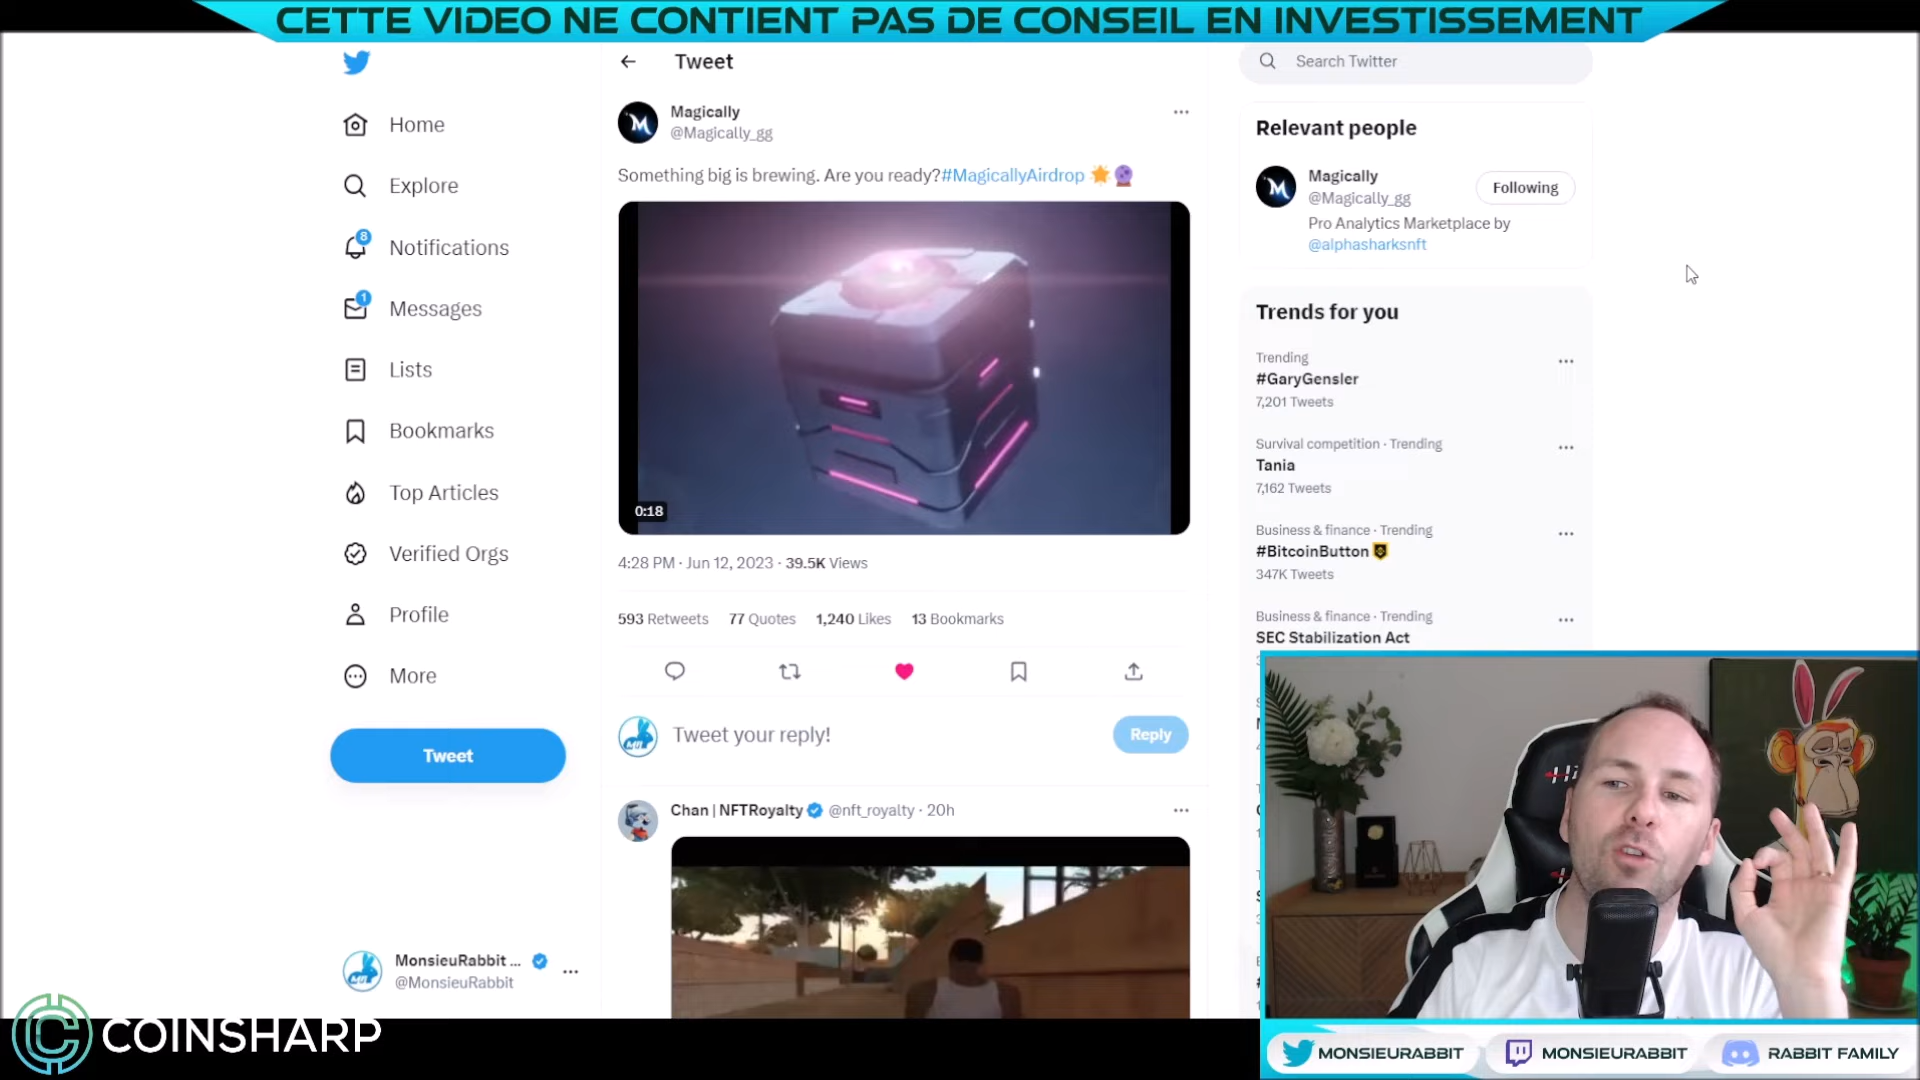 CETTE VIDEO NE CONTIENT PAS DE CONSEIL EN INVESTISSEMENT
Home
Explore
8
Notifications
1
Messages
Lists
Bookmarks
Top Articles
Verified Orgs
Profile
More
Tweet
MonsieuRabbit ...
@MonsieuRabbit
Tweet
M
Magically
@Magically_gg
Something big is brewing. Are you ready?#MagicallyAirdrop
0:18
4:28 PM · Jun 12, 2023 · 39.5K Views
593 Retweets 77 Quotes 1,240 Likes 13 Bookmarks
Tweet your reply!
Reply
Chan | NFTRoyalty @nft_royalty · 20h
Search Twitter
Relevant people
M
Magically
@Magically_gg
Following
Pro Analytics Marketplace by
@alphasharksnft
Trends for you
Trending
#GaryGensler
7,201 Tweets
Survival competition · Trending
Tania
7,162 Tweets
Business & finance · Trending
#BitcoinButton
347K Tweets
Business & finance · Trending
SEC Stabilization Act
COINSHARP
MONSIEURABBIT
MONSIEURABBIT
RABBIT FAMILY